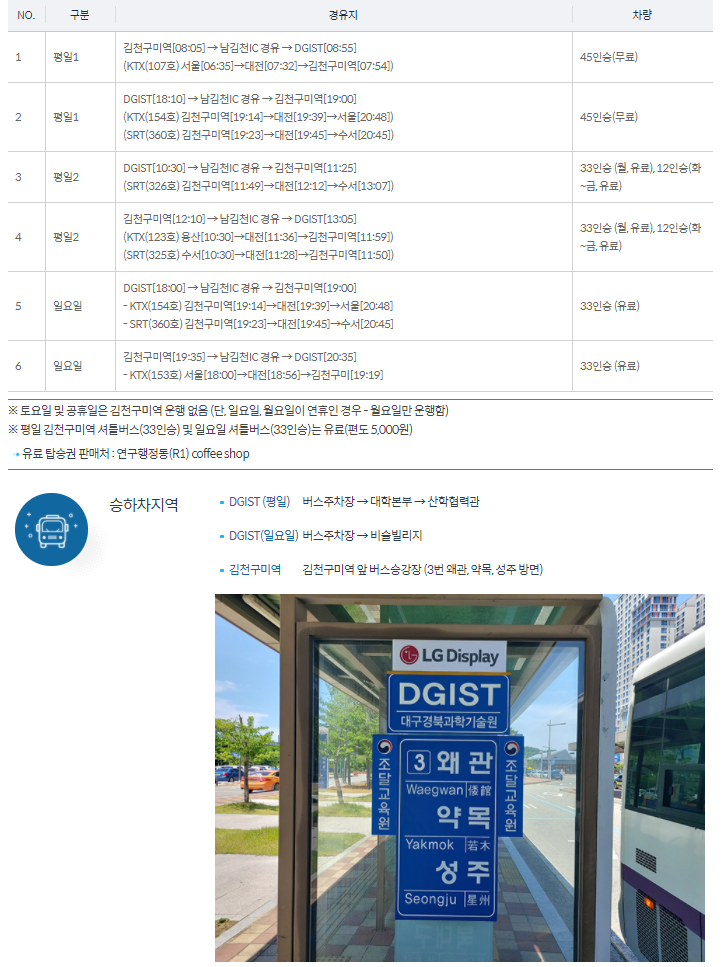 NO. 구분 경유지 차량
1 평일1 김천구미역[08:05] → 남김천IC 경유 → DGIST[08:55] 45인승(무료)
(KTX(107호) 서울[06:35]→대전[07:32]→김천구미역[07:54])
2 평일1 DGIST[18:10] → 남김천IC 경유 → 김천구미역[19:00] 45인승(무료)
(KTX(154호) 김천구미역[19:14]→대전[19:39]→서울[20:48])
(SRT(360호) 김천구미역[19:23]→대전[19:45]→수서[20:45])
3 평일2 DGIST[10:30] → 남김천IC 경유 → 김천구미역[11:25] 33인승 (월, 유료), 12인승(화
(SRT(326호) 김천구미역[11:49]→대전[12:12]→수서[13:07]) ~금, 유료)
4 평일2 김천구미역[12:10] → 남김천IC 경유 → DGIST[13:05] 33인승 (월, 유료), 12인승(화
(KTX(123호) 용산[10:30]→대전[11:36]→김천구미역[11:59]) ~금, 유료)
(SRT(325호) 수서[10:30]→대전[11:28]→김천구미역[11:50])
5 일요일 DGIST[18:00] → 남김천IC 경유 → 김천구미역[19:00] 33인승 (유료)
- KTX(154호) 김천구미역[19:14]→대전[19:39]→서울[20:48]
- SRT(360호) 김천구미역[19:23]→대전[19:45]→수서[20:45]
6 일요일 김천구미역[19:35] → 남김천IC 경유 → DGIST[20:35] 33인승 (유료)
- KTX(153호) 서울[18:00]→대전[18:56]→김천구미[19:19]
※ 토요일 및 공휴일은 김천구미역 운행 없음 (단, 일요일, 월요일이 연휴인 경우 - 월요일만 운행함)
※ 평일 김천구미역 셔틀버스(33인승) 및 일요일 셔틀버스(33인승)는 유료(편도 5,000원)
유료 탑승권 판매처 : 연구행정동(R1) coffee shop
승하차지역
DGIST (평일) 버스주차장 → 대학본부 → 산학협력관
DGIST(일요일) 버스주차장 → 비슬빌리지
김천구미역 김천구미역 앞 버스승강장 (3번 왜관, 약목, 성주 방면)
LG Display
DGIST
대구경북과학기술원
조달교육원
3 왜관
Waegwan 倭館
약목
Yakmok 若木
성주
Seongju 星州
조달교육원